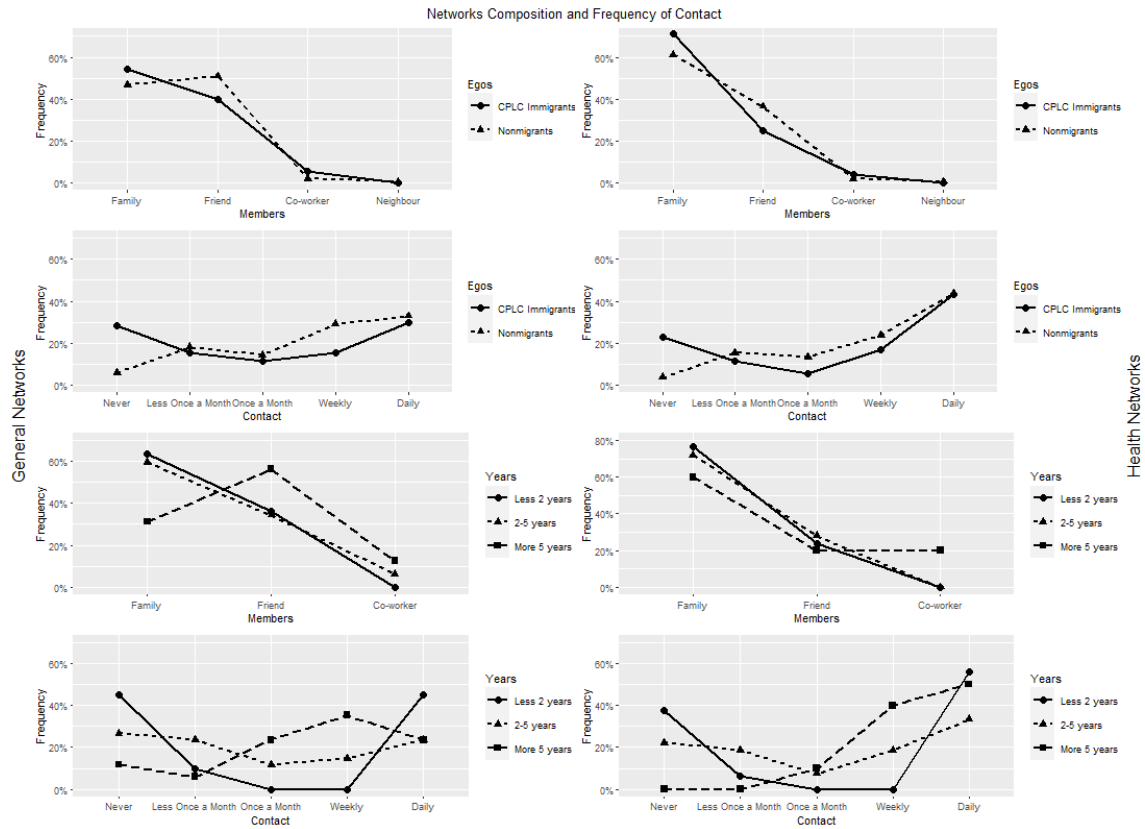 Networks Composition and Frequency of Contact
General Networks
Health Networks
60%
40%
20%
0%
Frequency
Family Friend Co-worker Neighbour
Members
Egos
CPLC Immigrants
Nonmigrants
60%
40%
20%
0%
Frequency
Family Friend Co-worker Neighbour
Members
Egos
CPLC Immigrants
Nonmigrants
60%
40%
20%
0%
Frequency
Never Less Once a Month Once a Month Weekly Daily
Contact
Egos
CPLC Immigrants
Nonmigrants
60%
40%
20%
0%
Frequency
Never Less Once a Month Once a Month Weekly Daily
Contact
Egos
CPLC Immigrants
Nonmigrants
60%
40%
20%
0%
Frequency
Family Friend Co-worker
Members
Years
Less 2 years
2-5 years
More 5 years
80%
60%
40%
20%
0%
Frequency
Family Friend Co-worker
Members
Years
Less 2 years
2-5 years
More 5 years
60%
40%
20%
0%
Frequency
Never Less Once a Month Once a Month Weekly Daily
Contact
Years
Less 2 years
2-5 years
More 5 years
60%
40%
20%
0%
Frequency
Never Less Once a Month Once a Month Weekly Daily
Contact
Years
Less 2 years
2-5 years
More 5 years